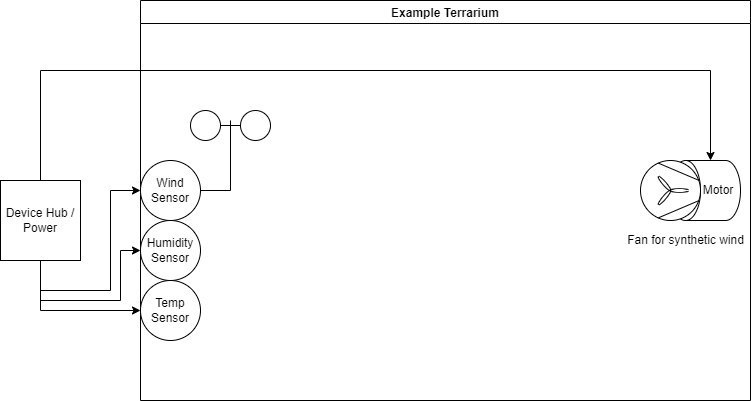 Example Terrarium
Wind
Sensor
Device Hub /
Power
Motor
Humidity
Sensor
Fan for synthetic wind
Temp
Sensor